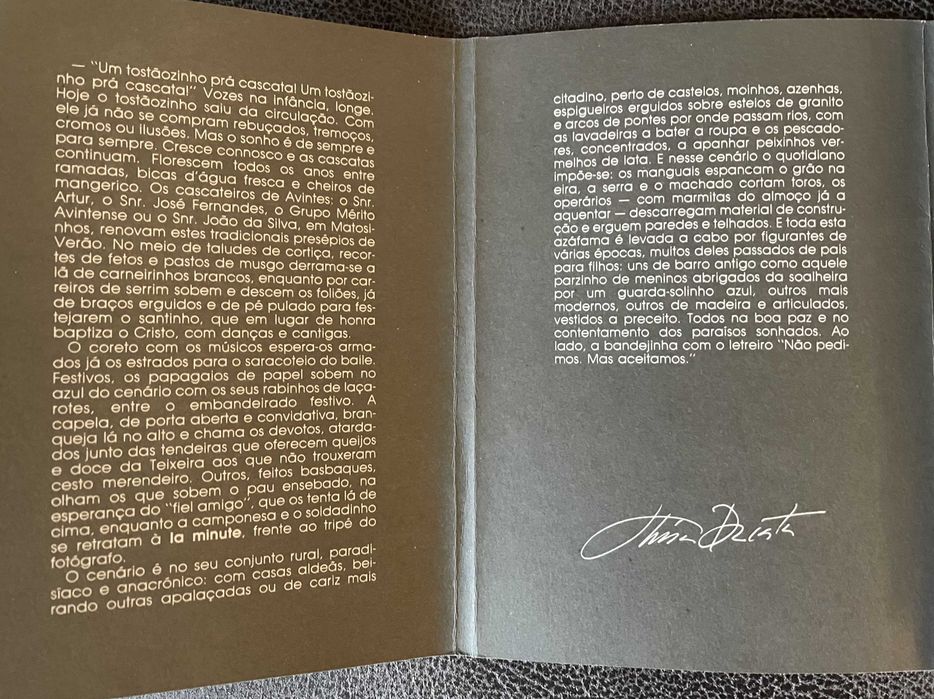 — "Um tostãozinho prá cascata! Um tostãozi-
nho prá cascata!" Vozes na infância, longe.
Hoje o tostãozinho saiu da circulação. Com
ele já não se compram rebuçados, tremoços,
cromos ou ilusões. Mas o sonho é de sempre e
para sempre. Cresce connosco e as cascatas
continuam. Florescem todos os anos entre
ramadas, bicas d'água fresca e cheiros de
mangerico. Os cascateiros de Avintes: o Snr.
Artur, o Snr. José Fernandes, o Grupo Mérito
Avintense ou o Snr. João da Silva, em Matosi-
nhos, renovam estes tradicionais presépios de
Verão. No meio de taludes de cortiça, recor-
tes de fetos e pastos de musgo derrama-se a
lã de carneirinhos brancos, enquanto por car-
reiros de serrim sobem e descem os foliões, já
de braços erguidos e de pé pulado para fes-
tejarem o santinho, que em lugar de honra
baptiza o Cristo, com danças e cantigas.
O coreto com os músicos espera-os arma-
dos já os estrados para o saracoteio do baile.
Festivos, os papagaios de papel sobem no
azul do cenário com os seus rabinhos de laça-
rotes, entre o embandeirado festivo. A
capela, de porta aberta e convidativa, bran-
queja lá no alto e chama os devotos, atarda-
dos junto das tendeiras que oferecem queijos
e doce da Teixeira aos que não trouxeram
cesto merendeiro. Outros, feitos basbaques,
olham os que sobem o pau ensebado, na
esperança do "fiel amigo", que os tenta lá de
cima, enquanto a camponesa e o soldadinho
se retratam à la minute, frente ao tripé do
fotógrafo.
O cenário é no seu conjunto rural, paradi-
síaco e anacrônico: com casas aldeãs, bei-
rando outras apalaçadas ou de cariz mais
citadino, perto de castelos, moinhos, azenhas,
espigueiros erguidos sobre esteios de granito
e arcos de pontes por onde passam rios, com
as lavadeiras a bater a roupa e os pescado-
res, concentrados, a apanhar peixinhos ver-
melhos de lata. E nesse cenário o quotidiano
impõe-se: os manguais espancam o grão na
eira, a serra e o machado cortam toros, os
operários — com marmitas do almoço já a
aquentar — descarregam material de constru-
ção e erguem paredes e telhados. E toda esta
azáfama é levada a cabo por figurantes de
várias épocas, muitos deles passados de pais
para filhos: uns de barro antigo como aquele
parzinho de meninos abrigados da soalheira
por um guarda-solinho azul, outros mais
modernos, outros de madeira e articulados,
vestidos a preceito. Todos na boa paz e no
contentamento dos paraísos sonhados. Ao
lado, a bandejinha com o letreiro "Não pedi-
mos. Mas aceitamos."